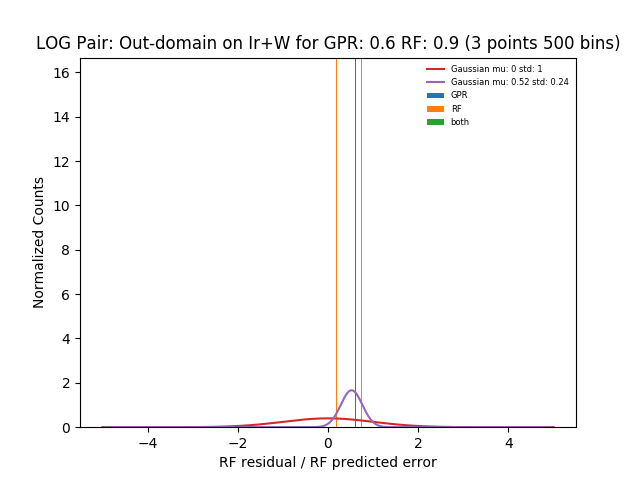 LOG Pair: Out-domain on Ir+W for GPR: 0.6 RF: 0.9 (3 points 500 bins)
Gaussian mu: 0 std: 1
Gaussian mu: 0.52 std: 0.24
GPR
RF
both
Normalized Counts
16
14
12
10
8
6
4
2
0
−4
−2
0
2
4
RF residual / RF predicted error